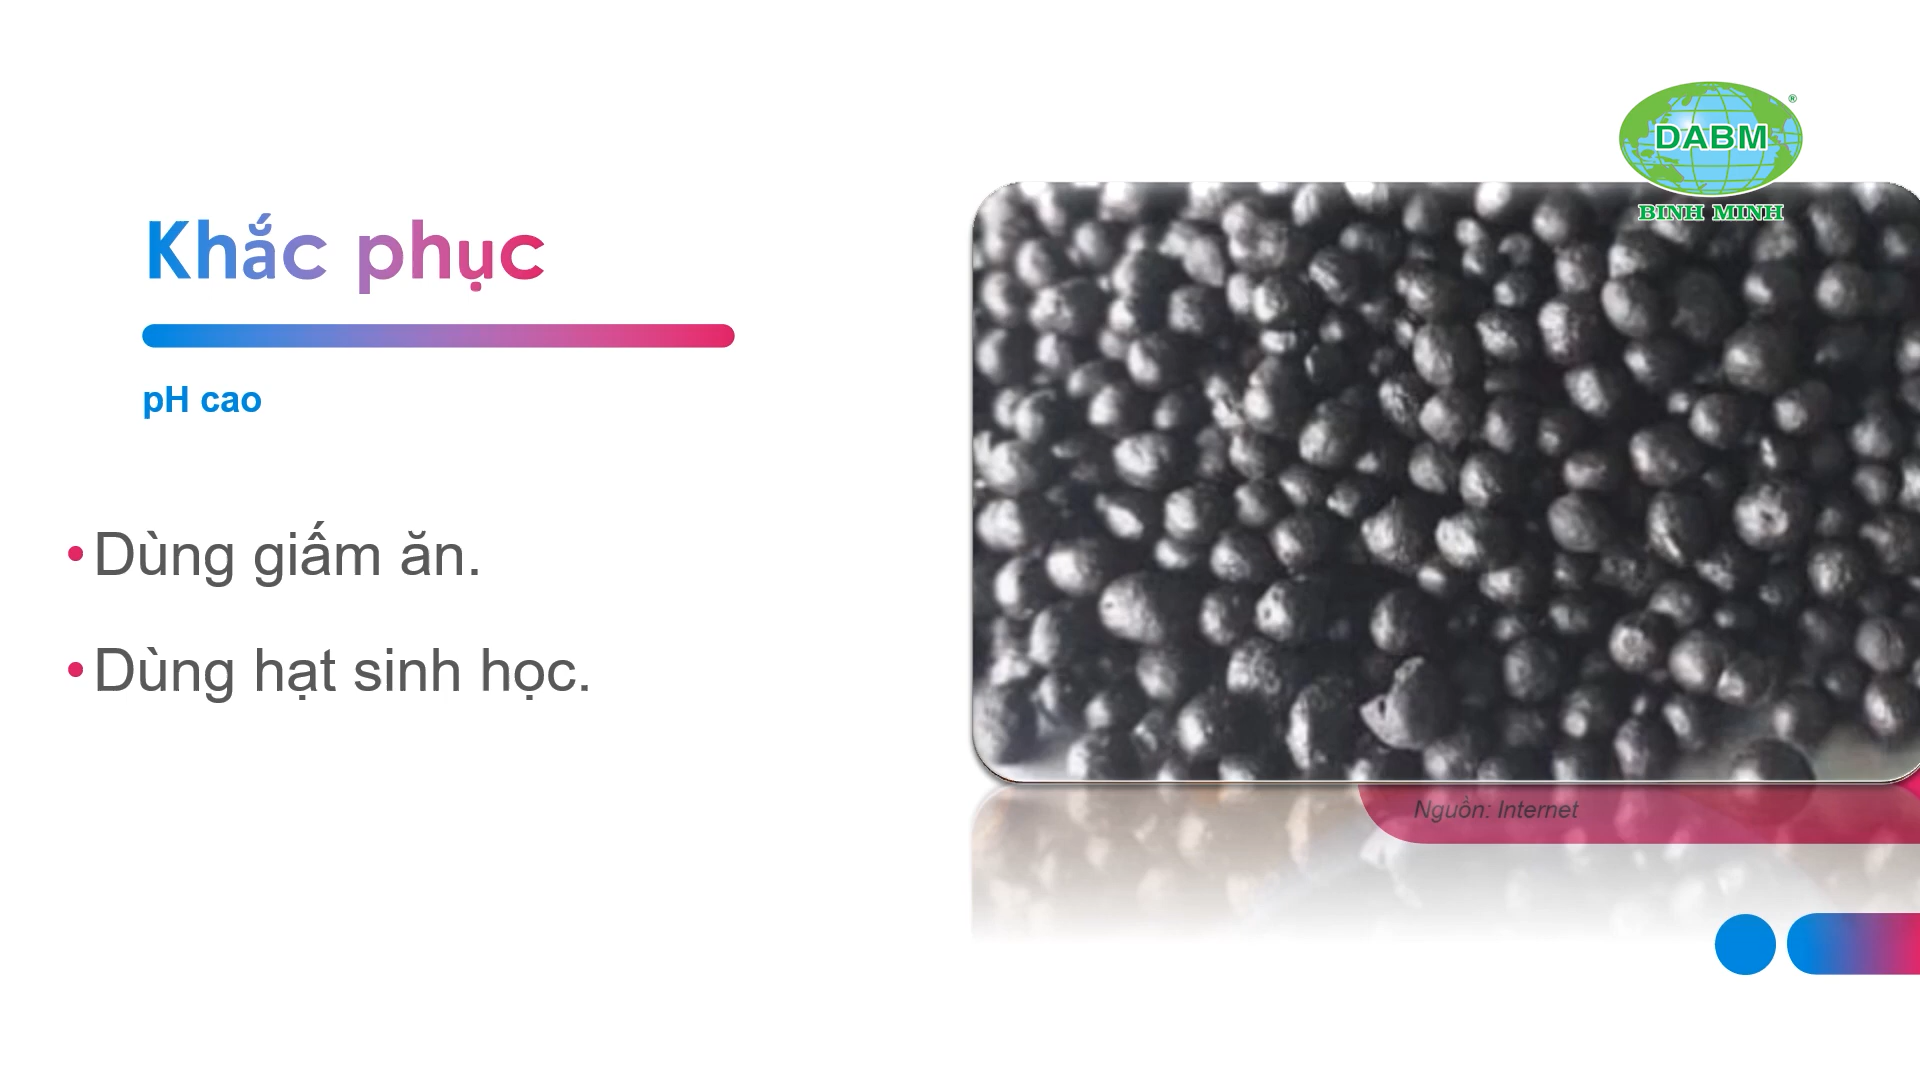 DABM
®
BINH MINH
Khắc phục
pH cao
•Dùng giấm ăn.
•Dùng hạt sinh học.
Nguồn: Internet